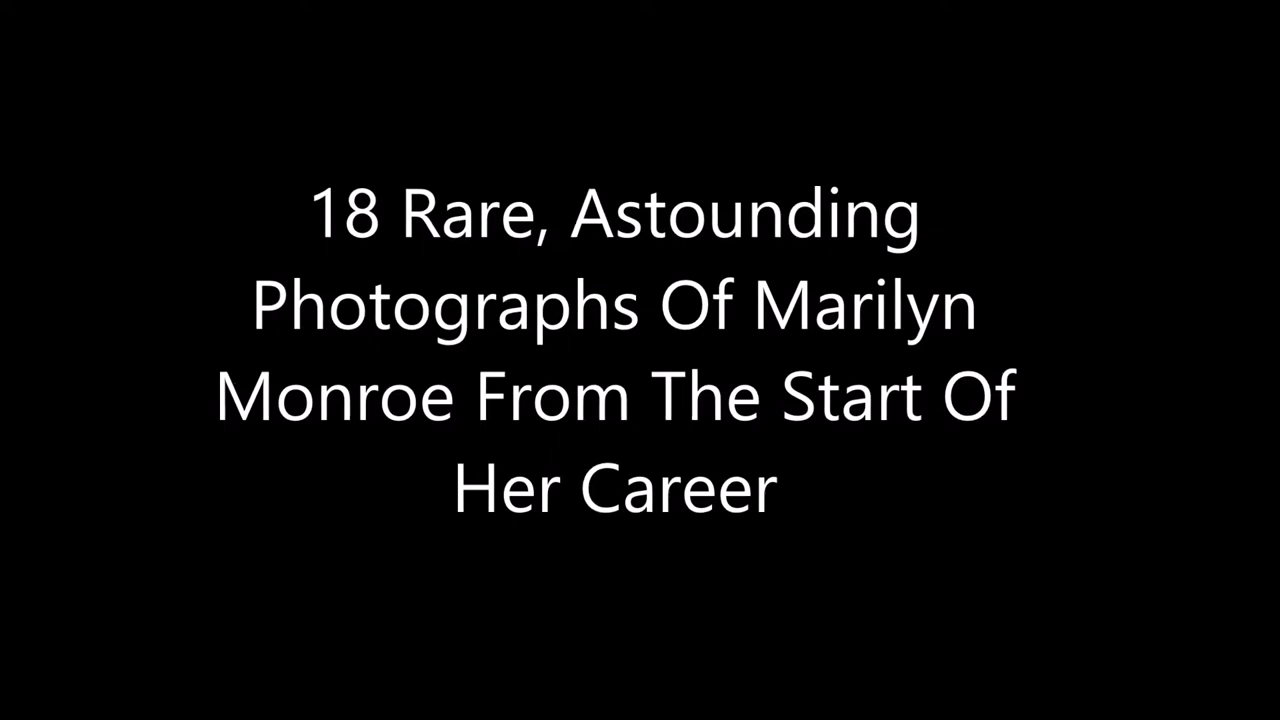 18 Rare, Astounding
Photographs Of Marilyn
Monroe From The Start Of
Her Career